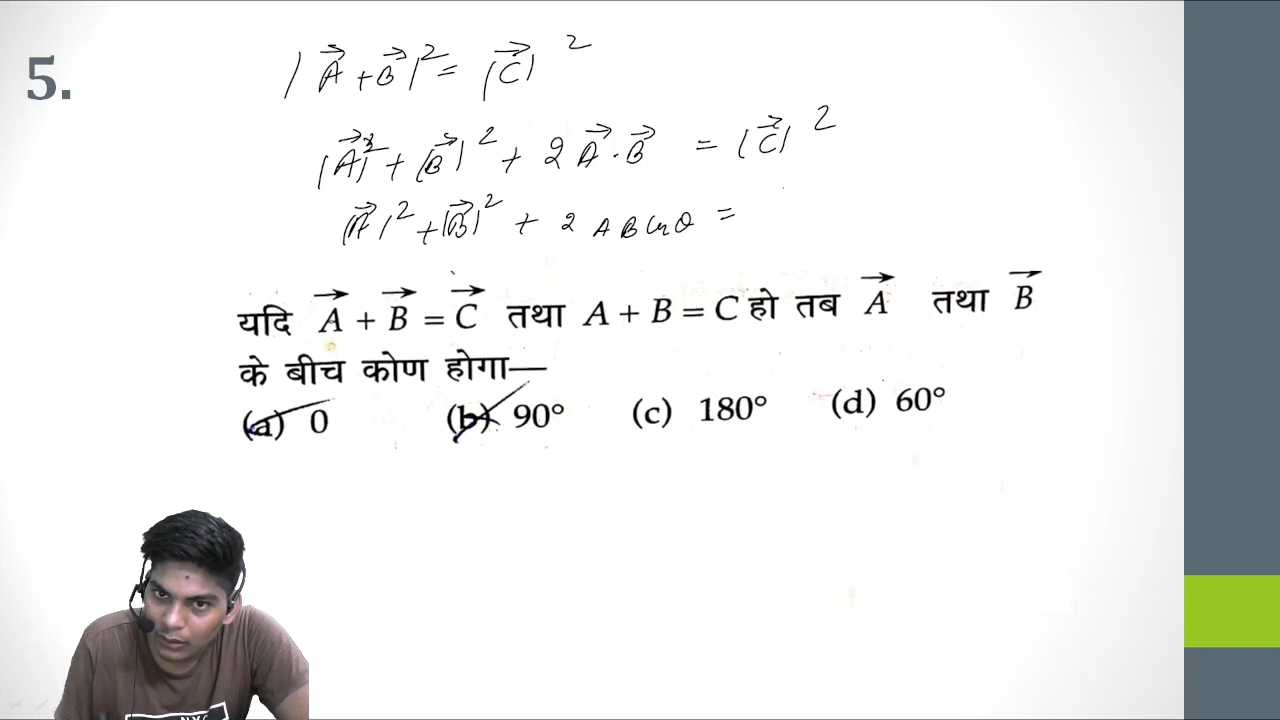 5.
|A⃗ + B⃗|² = |C⃗|²
|A⃗|² + |B⃗|² + 2 A⃗ · B⃗ = |C⃗|²
|A⃗|² + |B⃗|² + 2 A B cos θ =
यदि A⃗ + B⃗ = C⃗ तथा A + B = C हो तब A⃗ तथा B⃗
के बीच कोण होगा—
(a) 0 (b) 90° (c) 180° (d) 60°